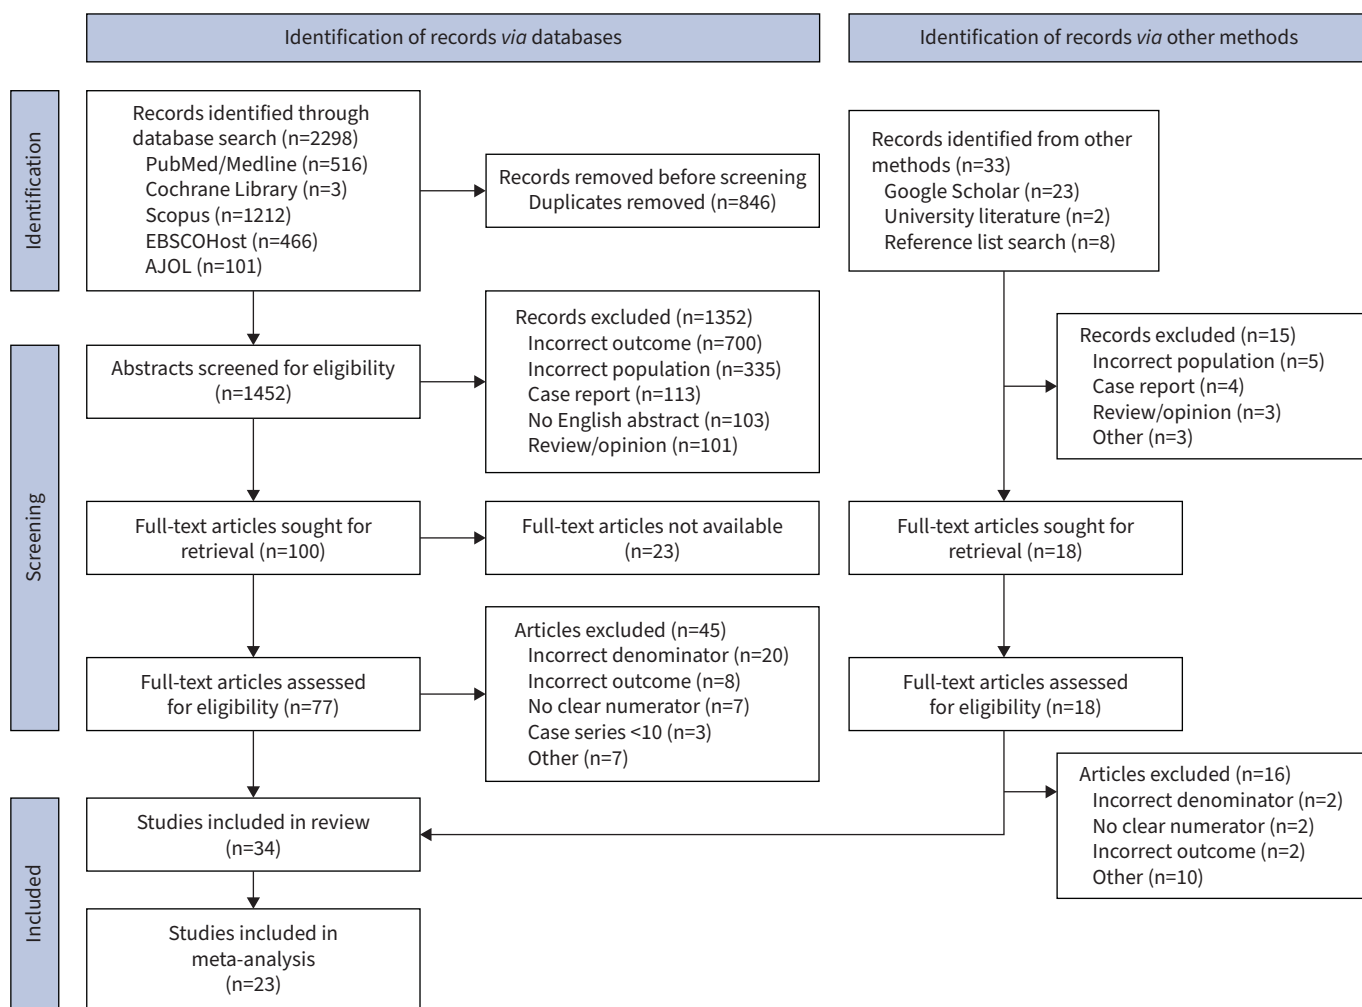 Identification of records via databases
Identification of records via other methods
Identification
Records identified through
database search (n=2298)
PubMed/Medline (n=516)
Cochrane Library (n=3)
Scopus (n=1212)
EBSCOHost (n=466)
AJOL (n=101)
Records removed before screening
Duplicates removed (n=846)
Records identified from other
methods (n=33)
Google Scholar (n=23)
University literature (n=2)
Reference list search (n=8)
Screening
Abstracts screened for eligibility
(n=1452)
Records excluded (n=1352)
Incorrect outcome (n=700)
Incorrect population (n=335)
Case report (n=113)
No English abstract (n=103)
Review/opinion (n=101)
Records excluded (n=15)
Incorrect population (n=5)
Case report (n=4)
Review/opinion (n=3)
Other (n=3)
Full-text articles sought for
retrieval (n=100)
Full-text articles not available
(n=23)
Full-text articles sought for
retrieval (n=18)
Full-text articles assessed
for eligibility (n=77)
Articles excluded (n=45)
Incorrect denominator (n=20)
Incorrect outcome (n=8)
No clear numerator (n=7)
Case series <10 (n=3)
Other (n=7)
Full-text articles assessed
for eligibility (n=18)
Articles excluded (n=16)
Incorrect denominator (n=2)
No clear numerator (n=2)
Incorrect outcome (n=2)
Other (n=10)
Included
Studies included in review
(n=34)
Studies included in
meta-analysis
(n=23)